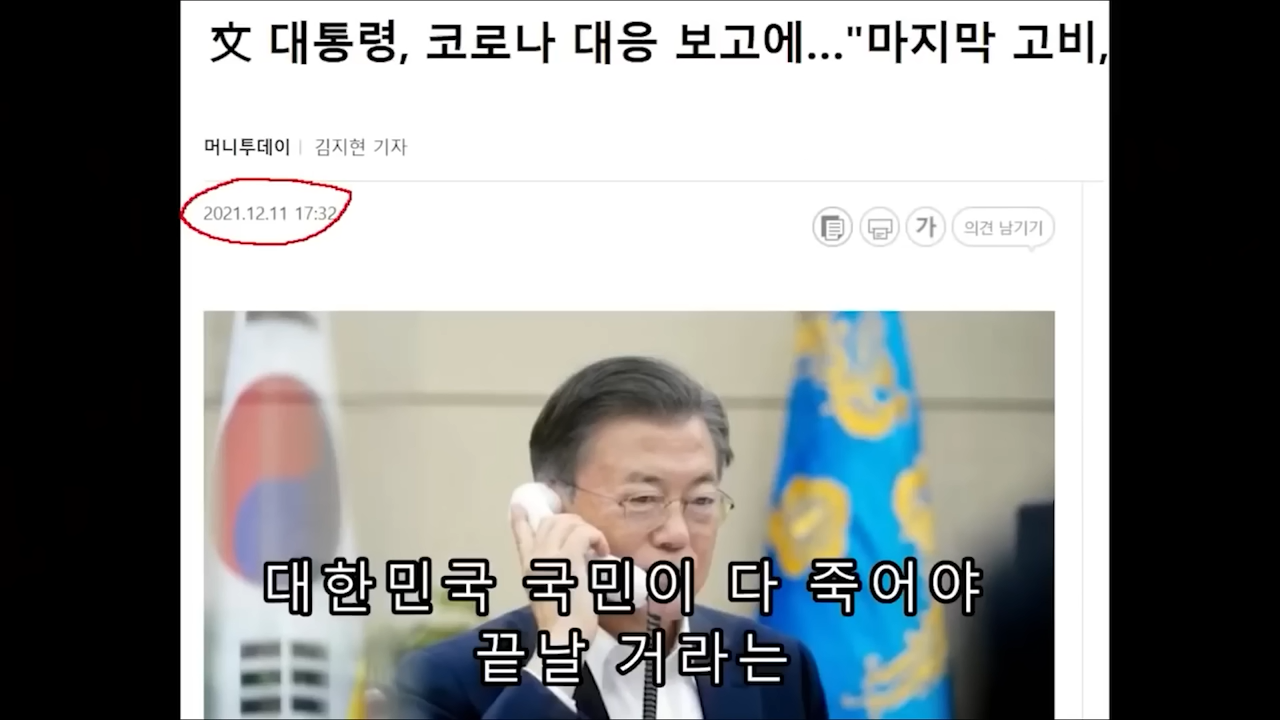 文 대통령, 코로나 대응 보고에..."마지막 고비,
머니투데이 | 김지현 기자
2021.12.11 17:32
가 의견 남기기
대한민국 국민이 다 죽어야
끝날 거라는